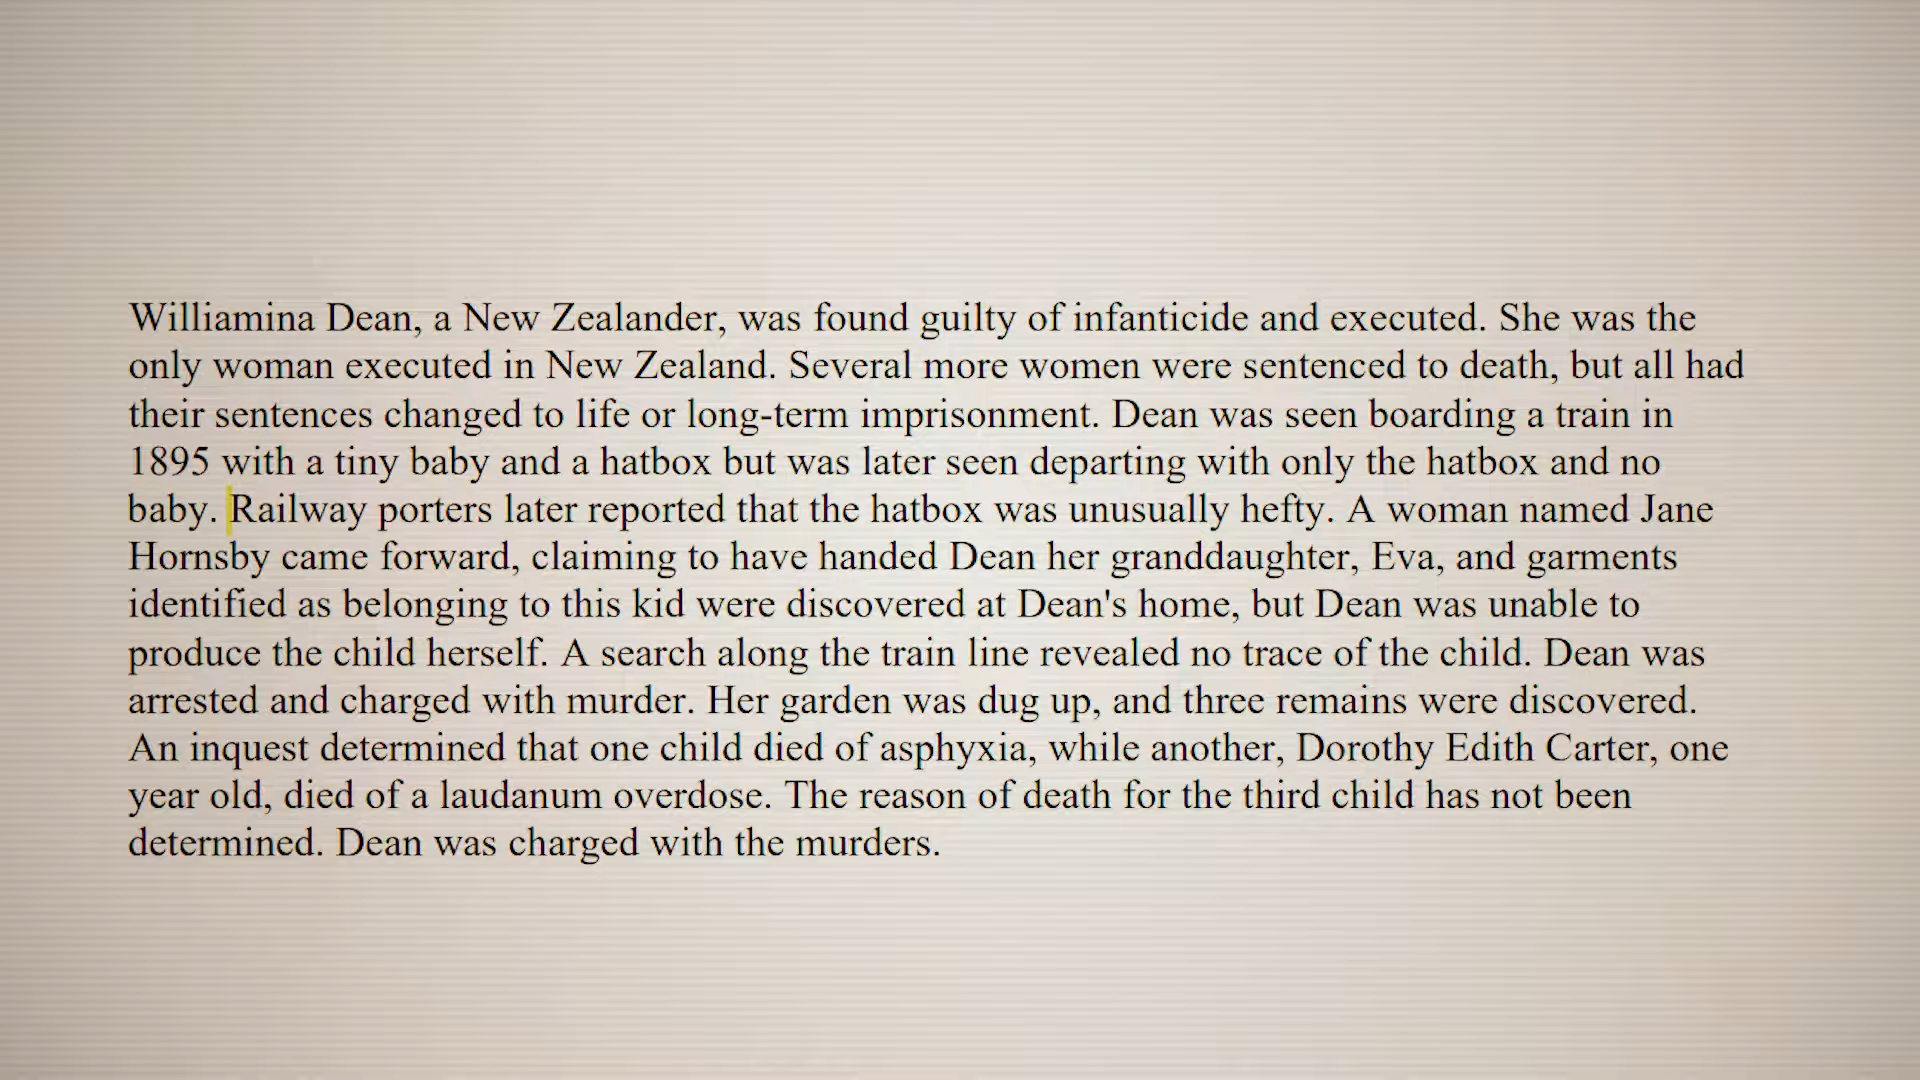 Williamina Dean, a New Zealander, was found guilty of infanticide and executed. She was the
only woman executed in New Zealand. Several more women were sentenced to death, but all had
their sentences changed to life or long-term imprisonment. Dean was seen boarding a train in
1895 with a tiny baby and a hatbox but was later seen departing with only the hatbox and no
baby. Railway porters later reported that the hatbox was unusually hefty. A woman named Jane
Hornsby came forward, claiming to have handed Dean her granddaughter, Eva, and garments
identified as belonging to this kid were discovered at Dean's home, but Dean was unable to
produce the child herself. A search along the train line revealed no trace of the child. Dean was
arrested and charged with murder. Her garden was dug up, and three remains were discovered.
An inquest determined that one child died of asphyxia, while another, Dorothy Edith Carter, one
year old, died of a laudanum overdose. The reason of death for the third child has not been
determined. Dean was charged with the murders.